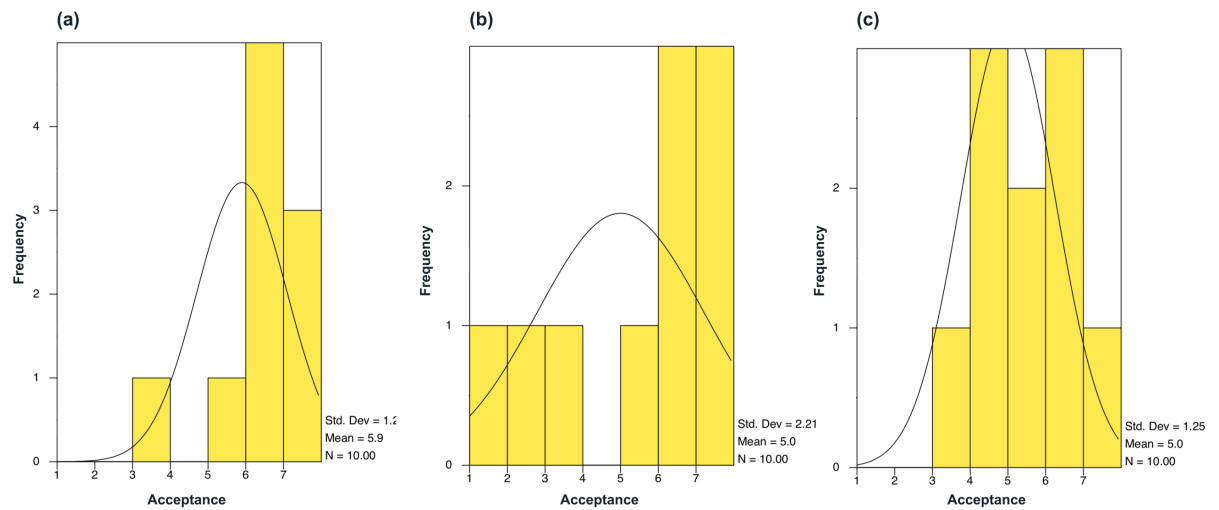 (a)
4
3
2
1
0
Frequency
1 2 3 4 5 6 7
Acceptance
Std. Dev = 1.2
Mean = 5.9
N = 10.00
(b)
2
1
0
Frequency
1 2 3 4 5 6 7
Acceptance
Std. Dev = 2.21
Mean = 5.0
N = 10.00
(c)
2
1
0
Frequency
1 2 3 4 5 6 7
Acceptance
Std. Dev = 1.25
Mean = 5.0
N = 10.00